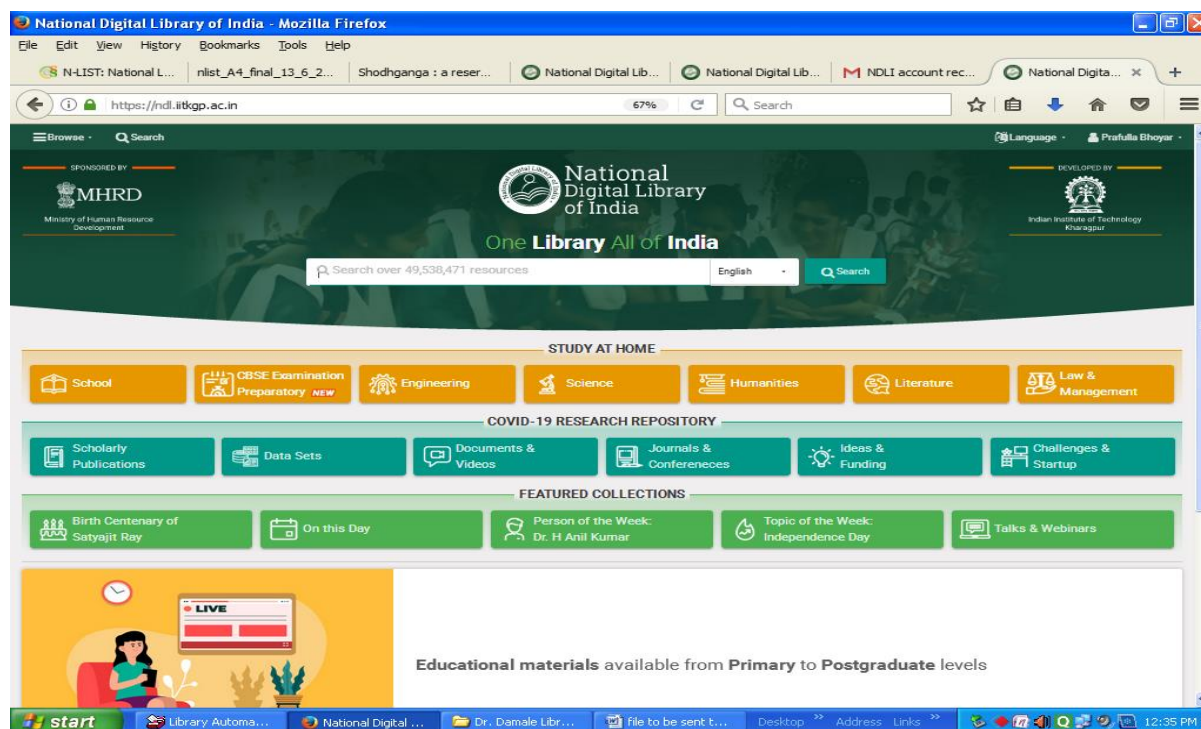 National Digital Library of India - Mozilla Firefox
File Edit View History Bookmarks Tools Help
N-LIST: National L... nlist_A4_final_13_6_2... Shodhganga : a reser... National Digital Lib... National Digital Lib... NDLI account rec... National Digita... × +
https://ndl.iitkgp.ac.in 67% Search
Browse Search Language Prafulla Bhoyar
SPONSORED BY
MHRD
Ministry of Human Resource
Development
National
Digital Library
of India
One Library All of India
DEVELOPED BY
Indian Institute of Technology
Kharagpur
Search over 49,538,471 resources English Search
STUDY AT HOME
School
CBSE Examination
Preparatory NEW
Engineering
Science
Humanities
Literature
Law &
Management
COVID-19 RESEARCH REPOSITORY
Scholarly
Publications
Data Sets
Documents &
Videos
Journals &
Confereneces
Ideas &
Funding
Challenges &
Startup
FEATURED COLLECTIONS
Birth Centenary of
Satyajit Ray
On this Day
Person of the Week:
Dr. H Anil Kumar
Topic of the Week:
Independence Day
Talks & Webinars
LIVE
Educational materials available from Primary to Postgraduate levels
start Library Automa... National Digital ... Dr. Damale Libr... file to be sent t... Desktop » Address Links » 12:35 PM